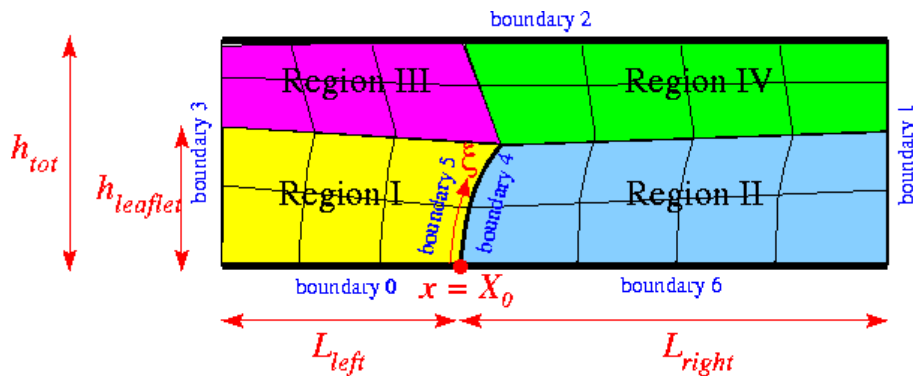 boundary 2
Region III
Region IV
boundary 3
boundary 1
h_tot
h_leaflet
ξ
boundary 5
boundary 4
Region I
Region II
boundary 0
x = X_0
boundary 6
L_left
L_right